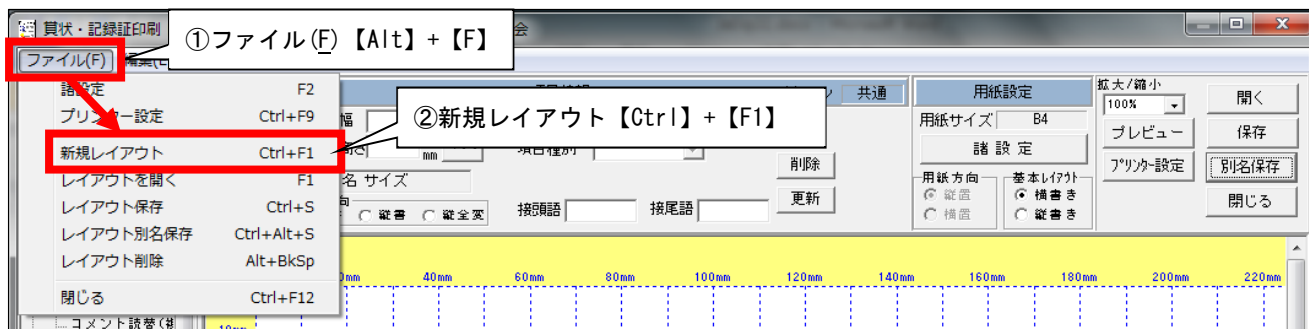 賞状・記録証印刷
会
①ファイル(F)【Alt】+【F】
ファイル(F)
諸設定 F2
プリンター設定 Ctrl+F9
新規レイアウト Ctrl+F1
レイアウトを開く F1
レイアウト保存 Ctrl+S
レイアウト別名保存 Ctrl+Alt+S
レイアウト削除 Alt+BkSp
閉じる Ctrl+F12
②新規レイアウト【Ctrl】+【F1】
共通
幅
mm
項目種別
名 サイズ
縦書 縦全変
接頭語
接尾語
削除
更新
用紙設定
用紙サイズ B4
諸 設 定
用紙方向
縦置
横置
基本レイアウト
横書き
縦書き
拡大/縮小
100%
プレビュー
プリンター設定
開く
保存
別名保存
閉じる
40mm 60mm 80mm 100mm 120mm 140mm 160mm 180mm 200mm 220mm
10mm